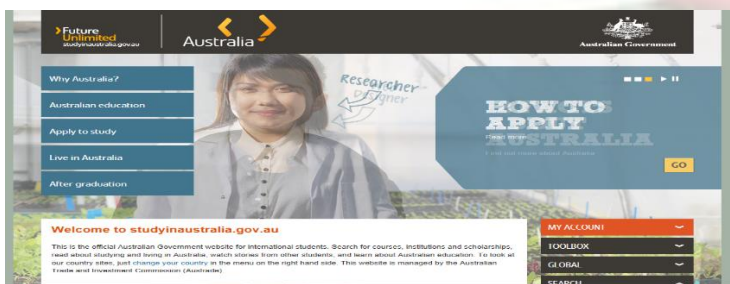 Future
Unlimited
studyinaustralia.gov.au
Australia
Australian Government
Why Australia?
Australian education
Apply to study
Live in Australia
After graduation
Researcher
Designer
HOW TO
APPLY
AUSTRALIA
Read more
GO
Welcome to studyinaustralia.gov.au
This is the official Australian Government website for international students. Search for courses, institutions and scholarships,
read about studying and living in Australia, watch stories from other students, and learn about Australian education. To look at
our country sites, just change your country in the menu on the right hand side. This website is managed by the Australian
Trade and Investment Commission (Austrade)
MY ACCOUNT
TOOLBOX
GLOBAL
SEARCH